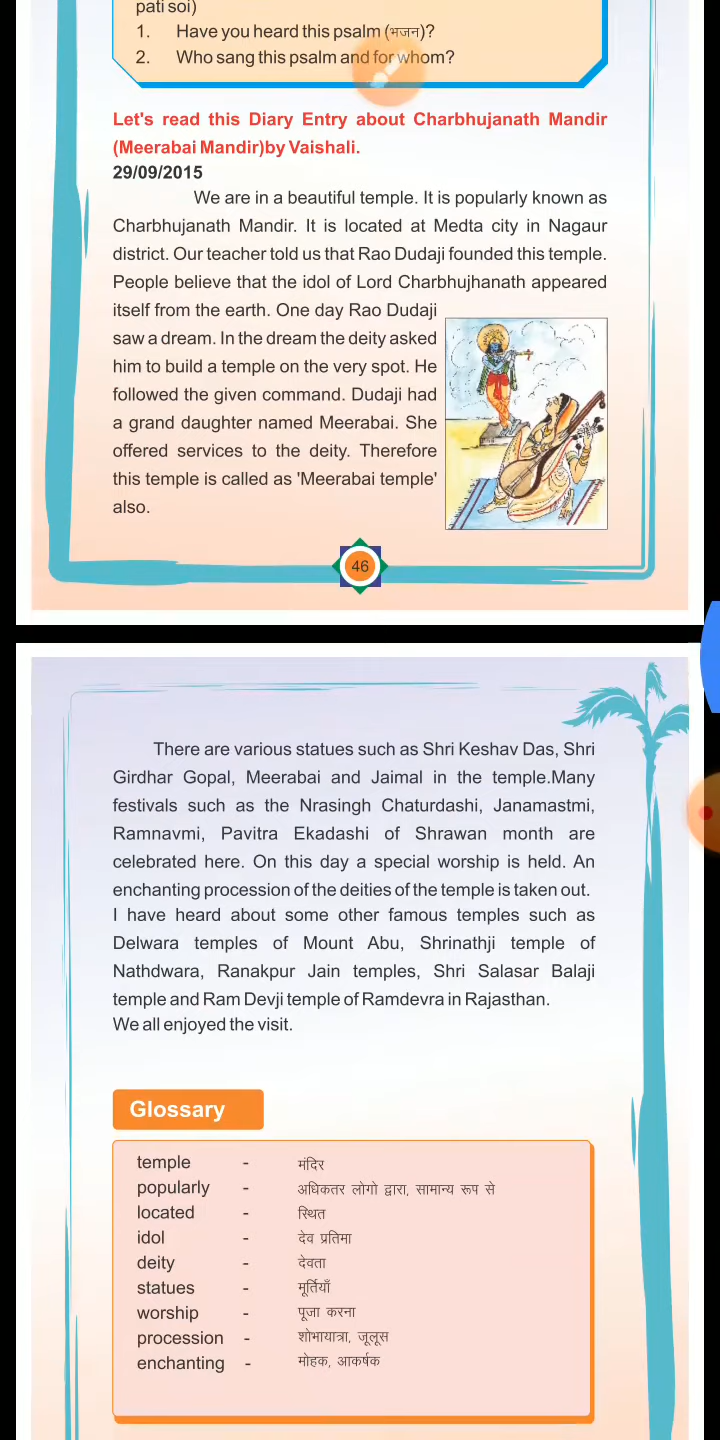 pati soi)
1. Have you heard this psalm (भजन)?
2. Who sang this psalm and for whom?
Let's read this Diary Entry about Charbhujanath Mandir
(Meerabai Mandir)by Vaishali.
29/09/2015
We are in a beautiful temple. It is popularly known as
Charbhujanath Mandir. It is located at Medta city in Nagaur
district. Our teacher told us that Rao Dudaji founded this temple.
People believe that the idol of Lord Charbhujhanath appeared
itself from the earth. One day Rao Dudaji
saw a dream. In the dream the deity asked
him to build a temple on the very spot. He
followed the given command. Dudaji had
a grand daughter named Meerabai. She
offered services to the deity. Therefore
this temple is called as 'Meerabai temple'
also.
46
There are various statues such as Shri Keshav Das, Shri
Girdhar Gopal, Meerabai and Jaimal in the temple.Many
festivals such as the Nrasingh Chaturdashi, Janamastmi,
Ramnavmi, Pavitra Ekadashi of Shrawan month are
celebrated here. On this day a special worship is held. An
enchanting procession of the deities of the temple is taken out.
I have heard about some other famous temples such as
Delwara temples of Mount Abu, Shrinathji temple of
Nathdwara, Ranakpur Jain temples, Shri Salasar Balaji
temple and Ram Devji temple of Ramdevra in Rajasthan.
We all enjoyed the visit.
Glossary
temple - मंदिर
popularly - अधिकतर लोगो द्वारा, सामान्य रूप से
located - स्थित
idol - देव प्रतिमा
deity - देवता
statues - मूर्तियाँ
worship - पूजा करना
procession - शोभायात्रा, जूलूस
enchanting - मोहक, आकर्षक